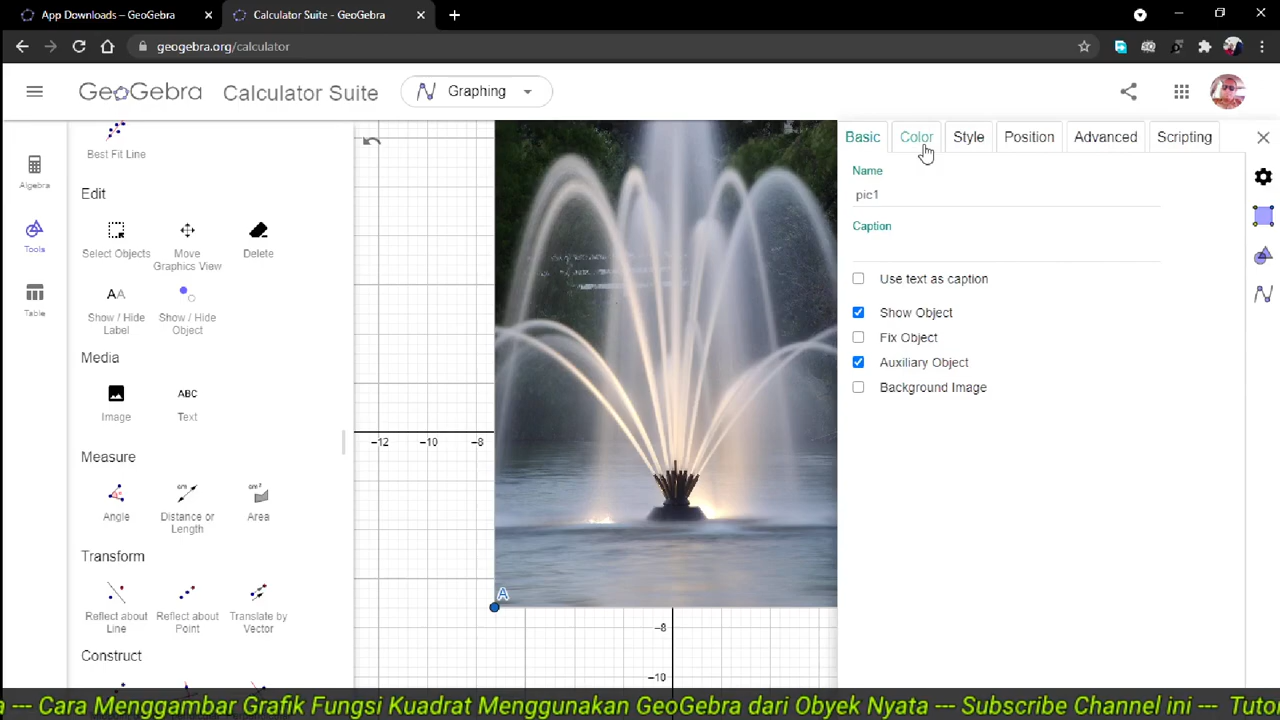 App Downloads – GeoGebra
Calculator Suite - GeoGebra
geogebra.org/calculator
GeoGebra
Calculator Suite
Graphing
Algebra
Tools
Table
Best Fit Line
Edit
Select Objects
Move Graphics View
Delete
AA
Show / Hide Label
Show / Hide Object
Media
Image
ABC
Text
Measure
Angle
Distance or Length
Area
Transform
Reflect about Line
Reflect about Point
Translate by Vector
Construct
−12 −10 −8
A
−8
−10
Basic Color Style Position Advanced Scripting
Name
pic1
Caption
Use text as caption
Show Object
Fix Object
Auxiliary Object
Background Image
a --- Cara Menggambar Grafik Fungsi Kuadrat Menggunakan GeoGebra dari Obyek Nyata --- Subscribe Channel ini --- Tuto